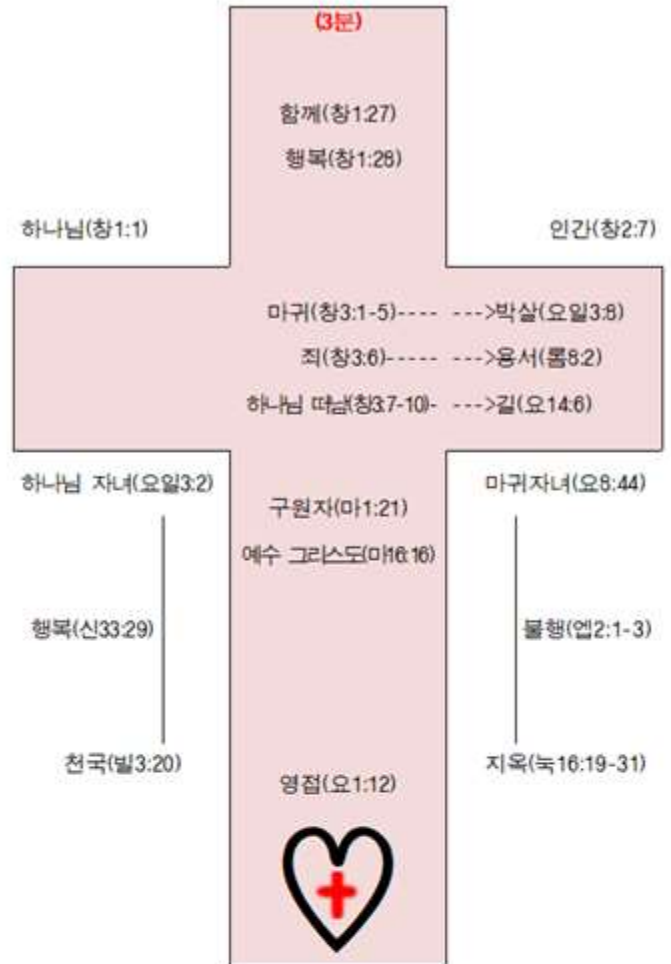 (3분)
함께(창1:27)
행복(창1:28)
하나님(창1:1) 인간(창2:7)
마귀(창3:1-5)---- --->박살(요일3:8)
죄(창3:6)----- --->용서(롬8:2)
하나님 떠남(창3:7-10)- --->길(요14:6)
하나님 자녀(요일3:2) 마귀자녀(요8:44)
구원자(마1:21)
예수 그리스도(마16:16)
행복(신33:29) 불행(엡2:1-3)
천국(빌3:20) 지옥(눅16:19-31)
영접(요1:12)